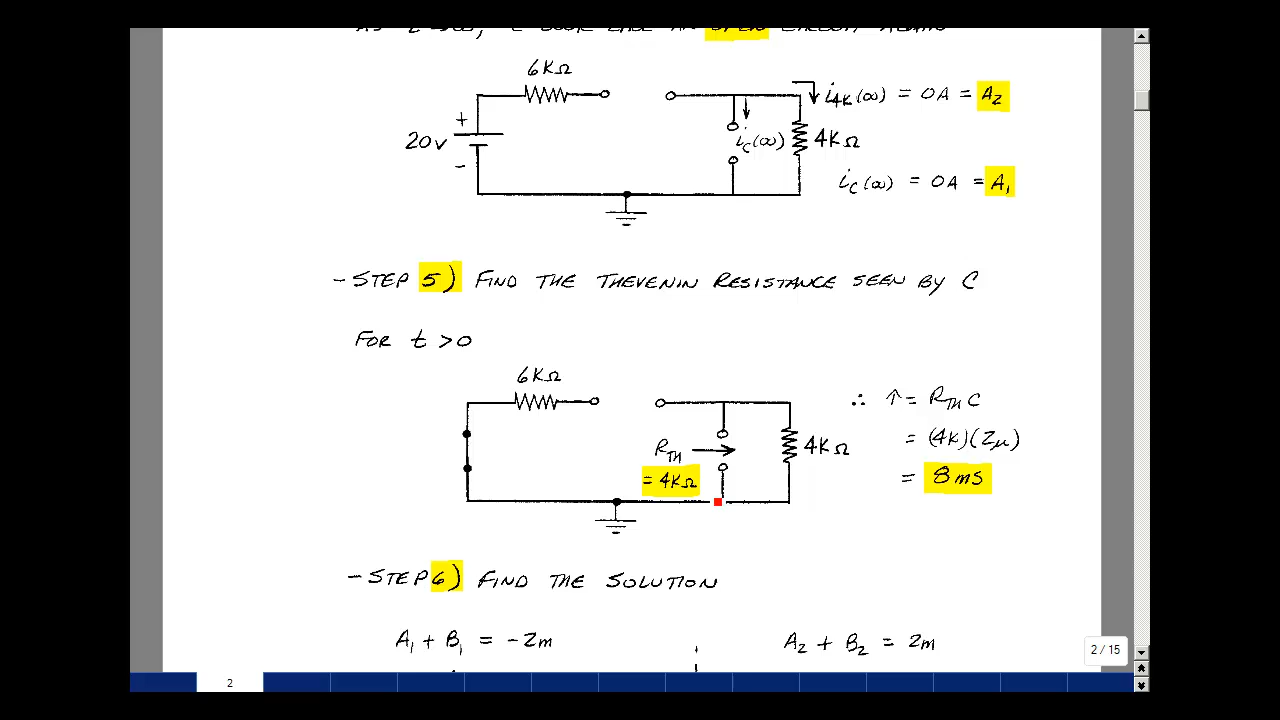 6KΩ
i4K(∞) = 0A = A2
+
20V
-
iC(∞)
4KΩ
iC(∞) = 0A = A1
- STEP 5) FIND THE THEVENIN RESISTANCE SEEN BY C
FOR t > 0
6KΩ
∴ τ = RTH C
RTH
4KΩ
= (4K)(2μ)
= 4KΩ
= 8ms
- STEP 6) FIND THE SOLUTION
A1 + B1 = -2m
A2 + B2 = 2m
2 / 15
2